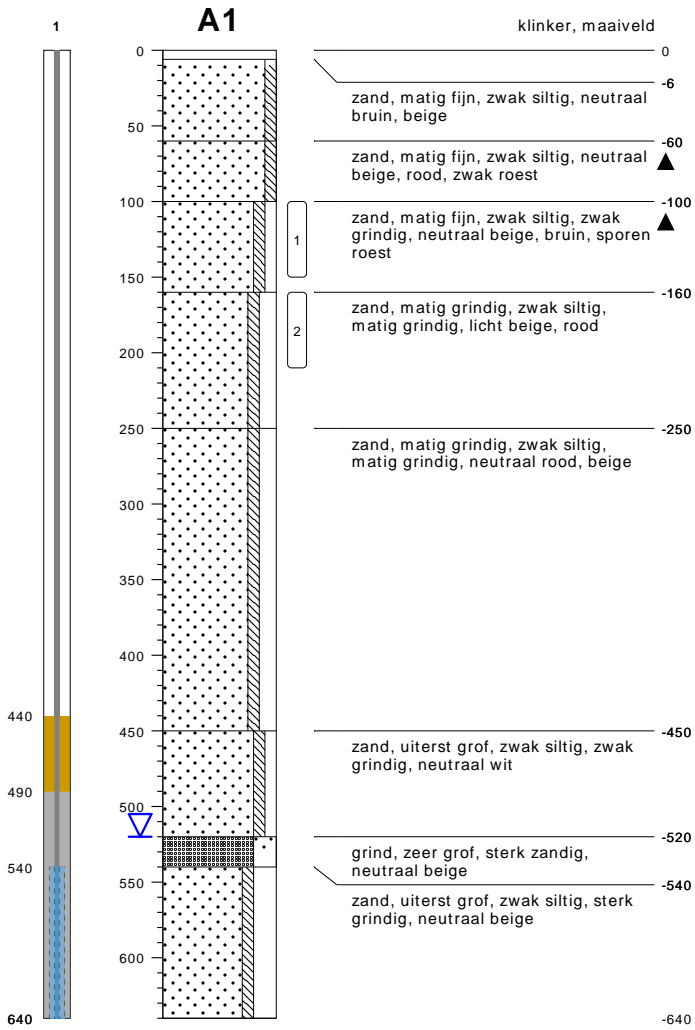 1
A1
klinker, maaiveld
0
0
-6
zand, matig fijn, zwak siltig, neutraal
bruin, beige
50
-60
zand, matig fijn, zwak siltig, neutraal
beige, rood, zwak roest
100
-100
zand, matig fijn, zwak siltig, zwak
grindig, neutraal beige, bruin, sporen
roest
1
150
-160
zand, matig grindig, zwak siltig,
matig grindig, licht beige, rood
2
200
250
-250
zand, matig grindig, zwak siltig,
matig grindig, neutraal rood, beige
300
350
400
440
450
-450
zand, uiterst grof, zwak siltig, zwak
grindig, neutraal wit
490
500
-520
grind, zeer grof, sterk zandig,
neutraal beige
540
550
-540
zand, uiterst grof, zwak siltig, sterk
grindig, neutraal beige
600
640
-640